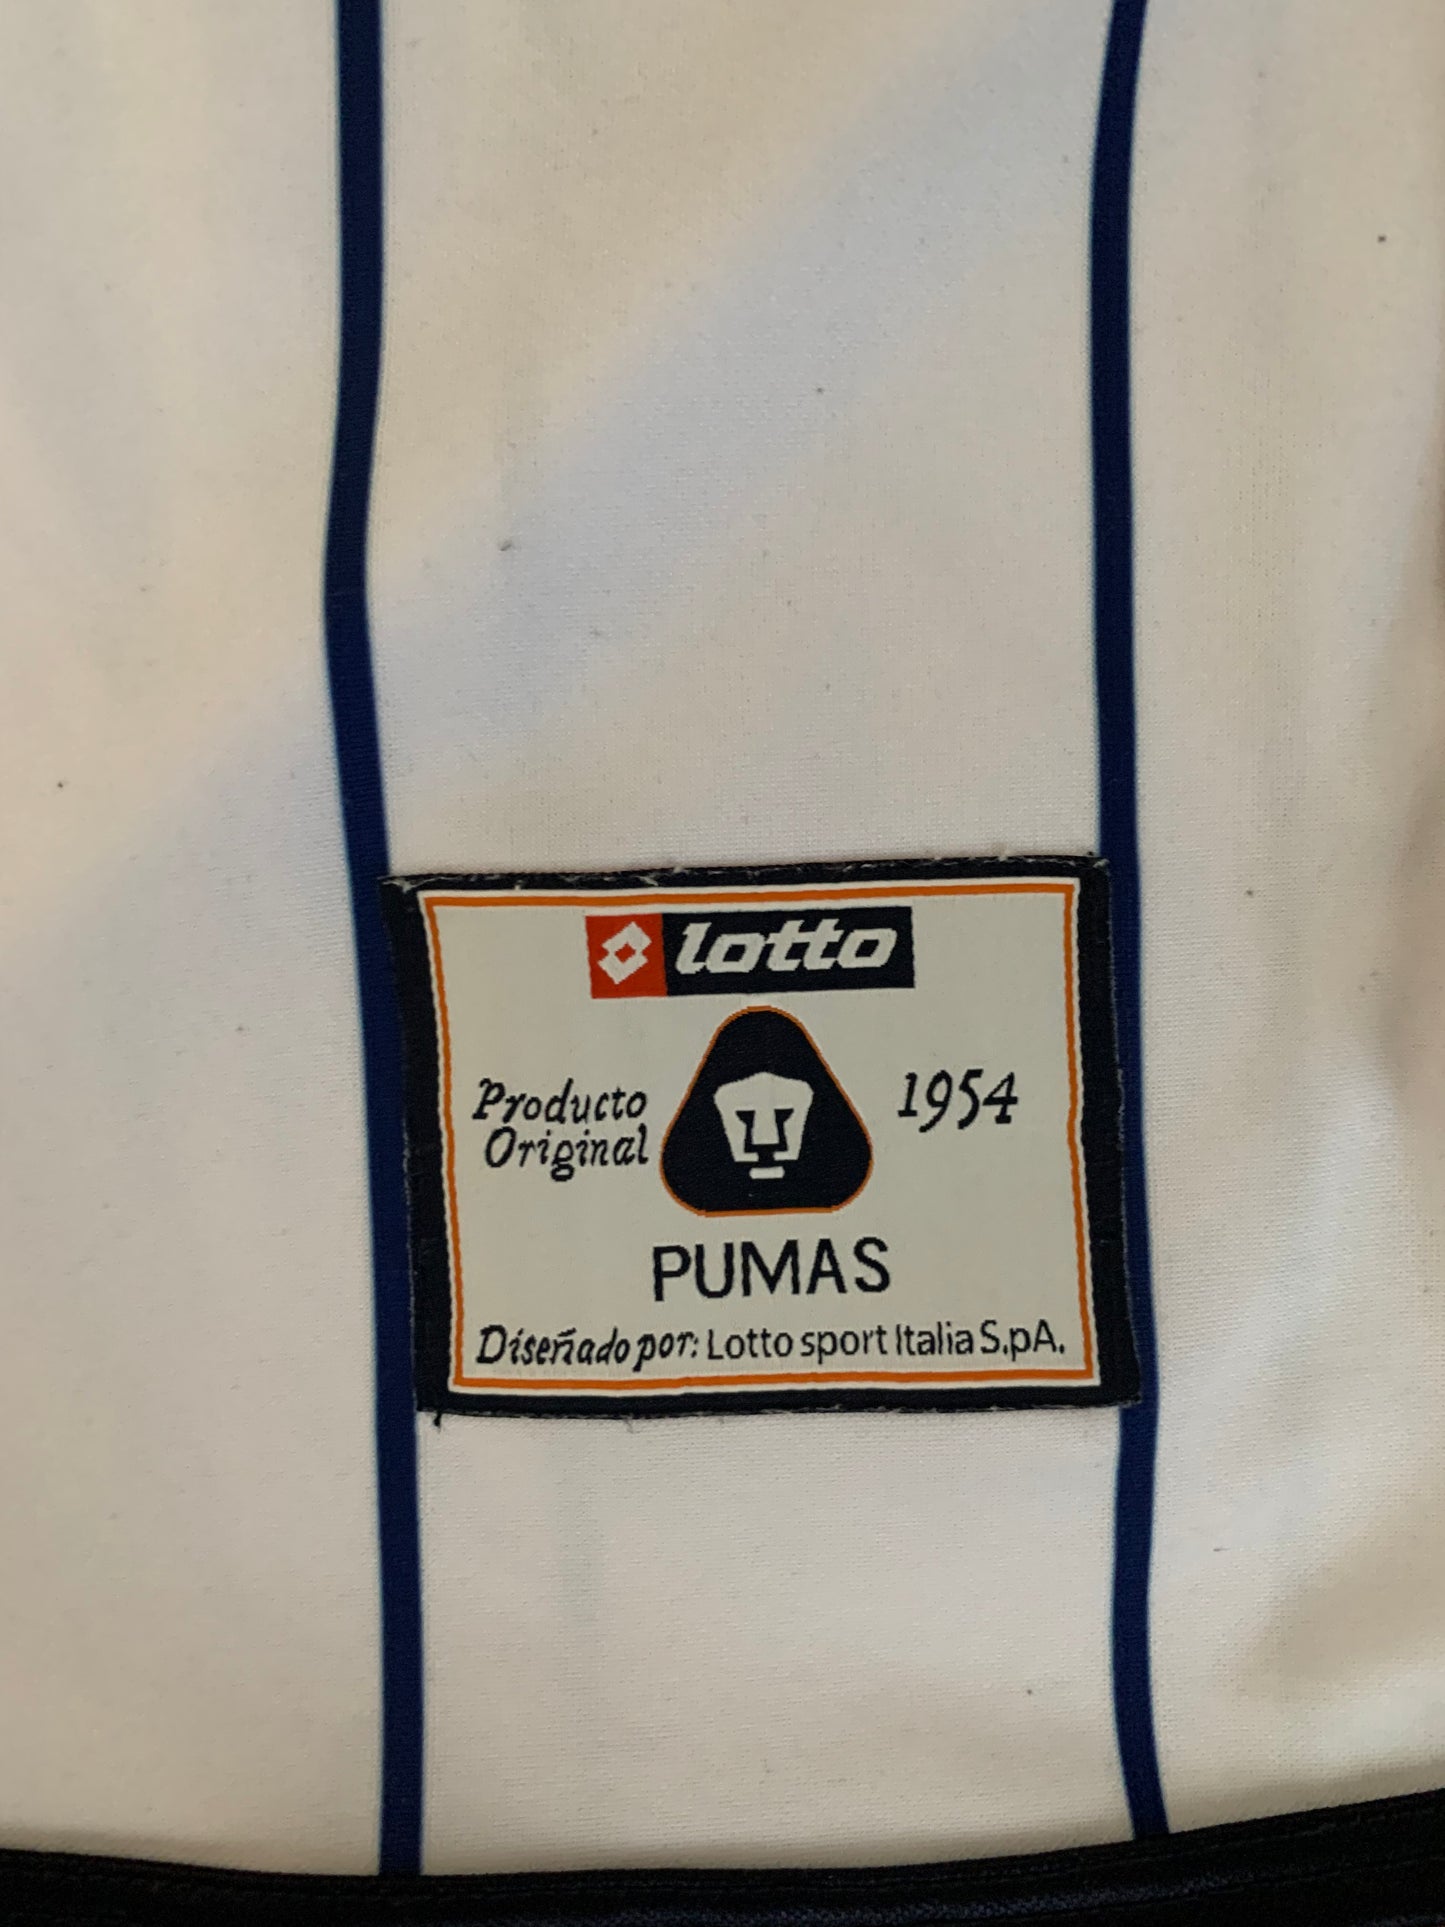 lotto
Producto
Original
1954
PUMAS
Diseñado por: Lotto sport Italia S.pA.